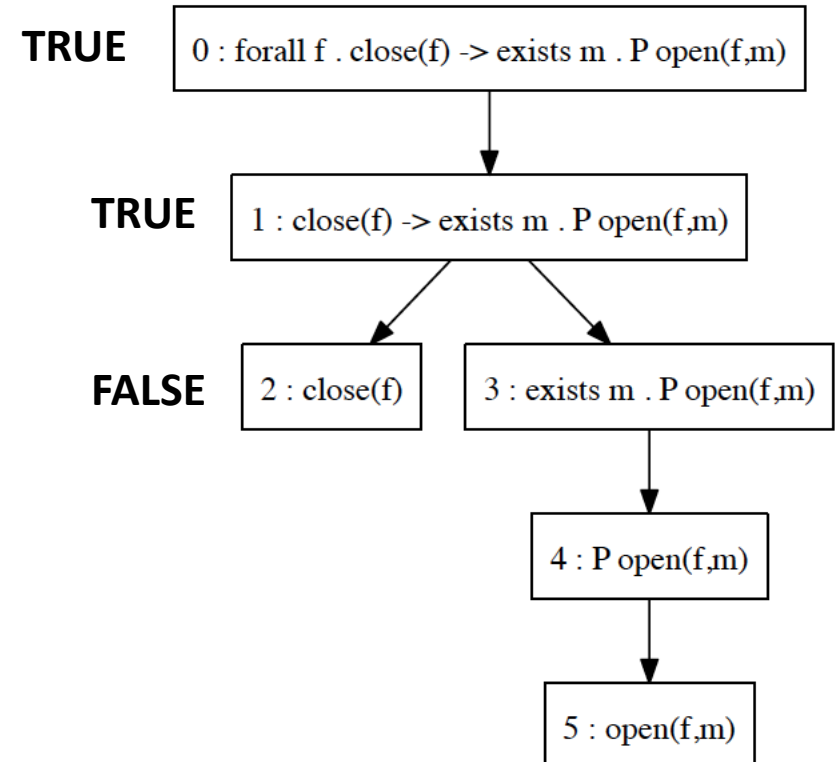 TRUE
0 : forall f . close(f) -> exists m . P open(f,m)
TRUE
1 : close(f) -> exists m . P open(f,m)
FALSE
2 : close(f)
3 : exists m . P open(f,m)
4 : P open(f,m)
5 : open(f,m)